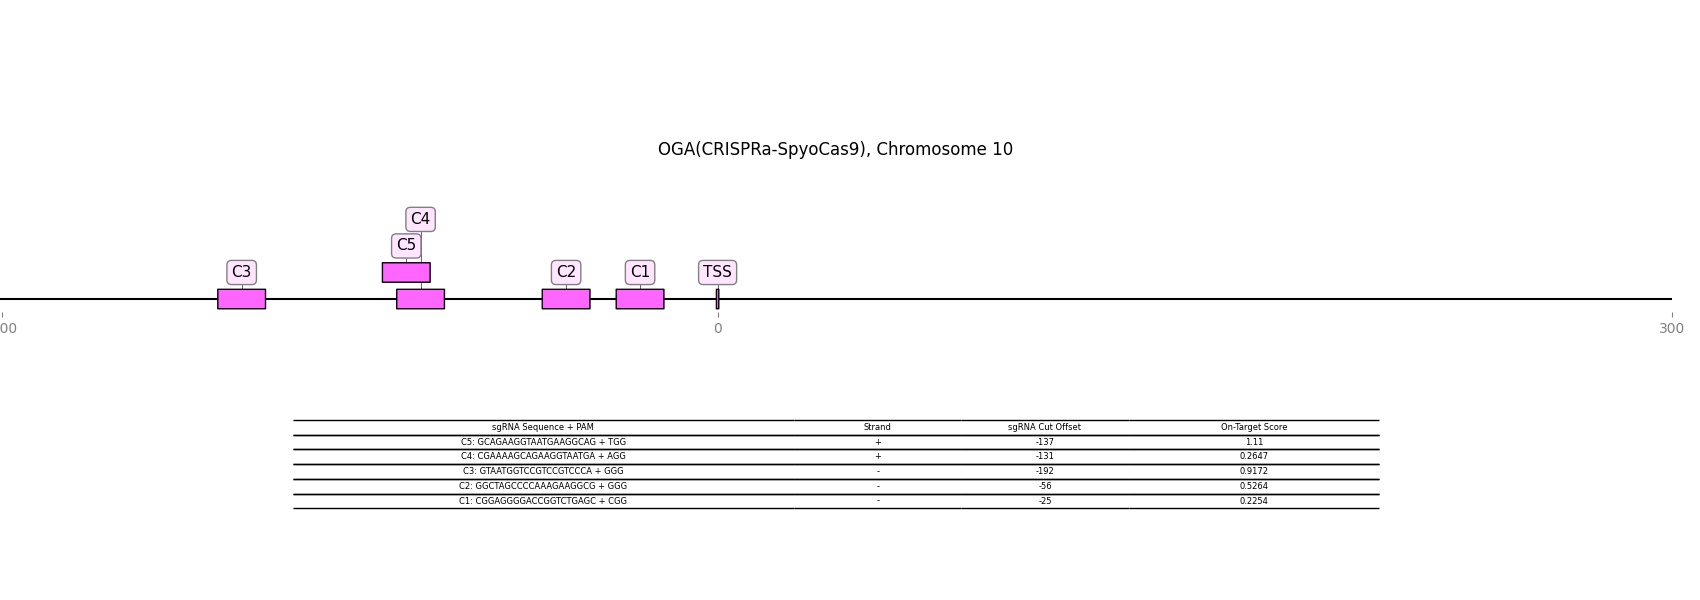 OGA(CRISPRa-SpyoCas9), Chromosome 10
C4
C5
C3 C2 C1 TSS
00 0 300
sgRNA Sequence + PAM Strand sgRNA Cut Offset On-Target Score
C5: GCAGAAGGTAATGAAGGCAG + TGG + -137 1.11
C4: CGAAAAGCAGAAGGTAATGA + AGG + -131 0.2647
C3: GTAATGGTCCGTCCGTCCCA + GGG - -192 0.9172
C2: GGCTAGCCCCAAAGAAGGCG + GGG - -56 0.5264
C1: CGGAGGGGACCGGTCTGAGC + CGG - -25 0.2254